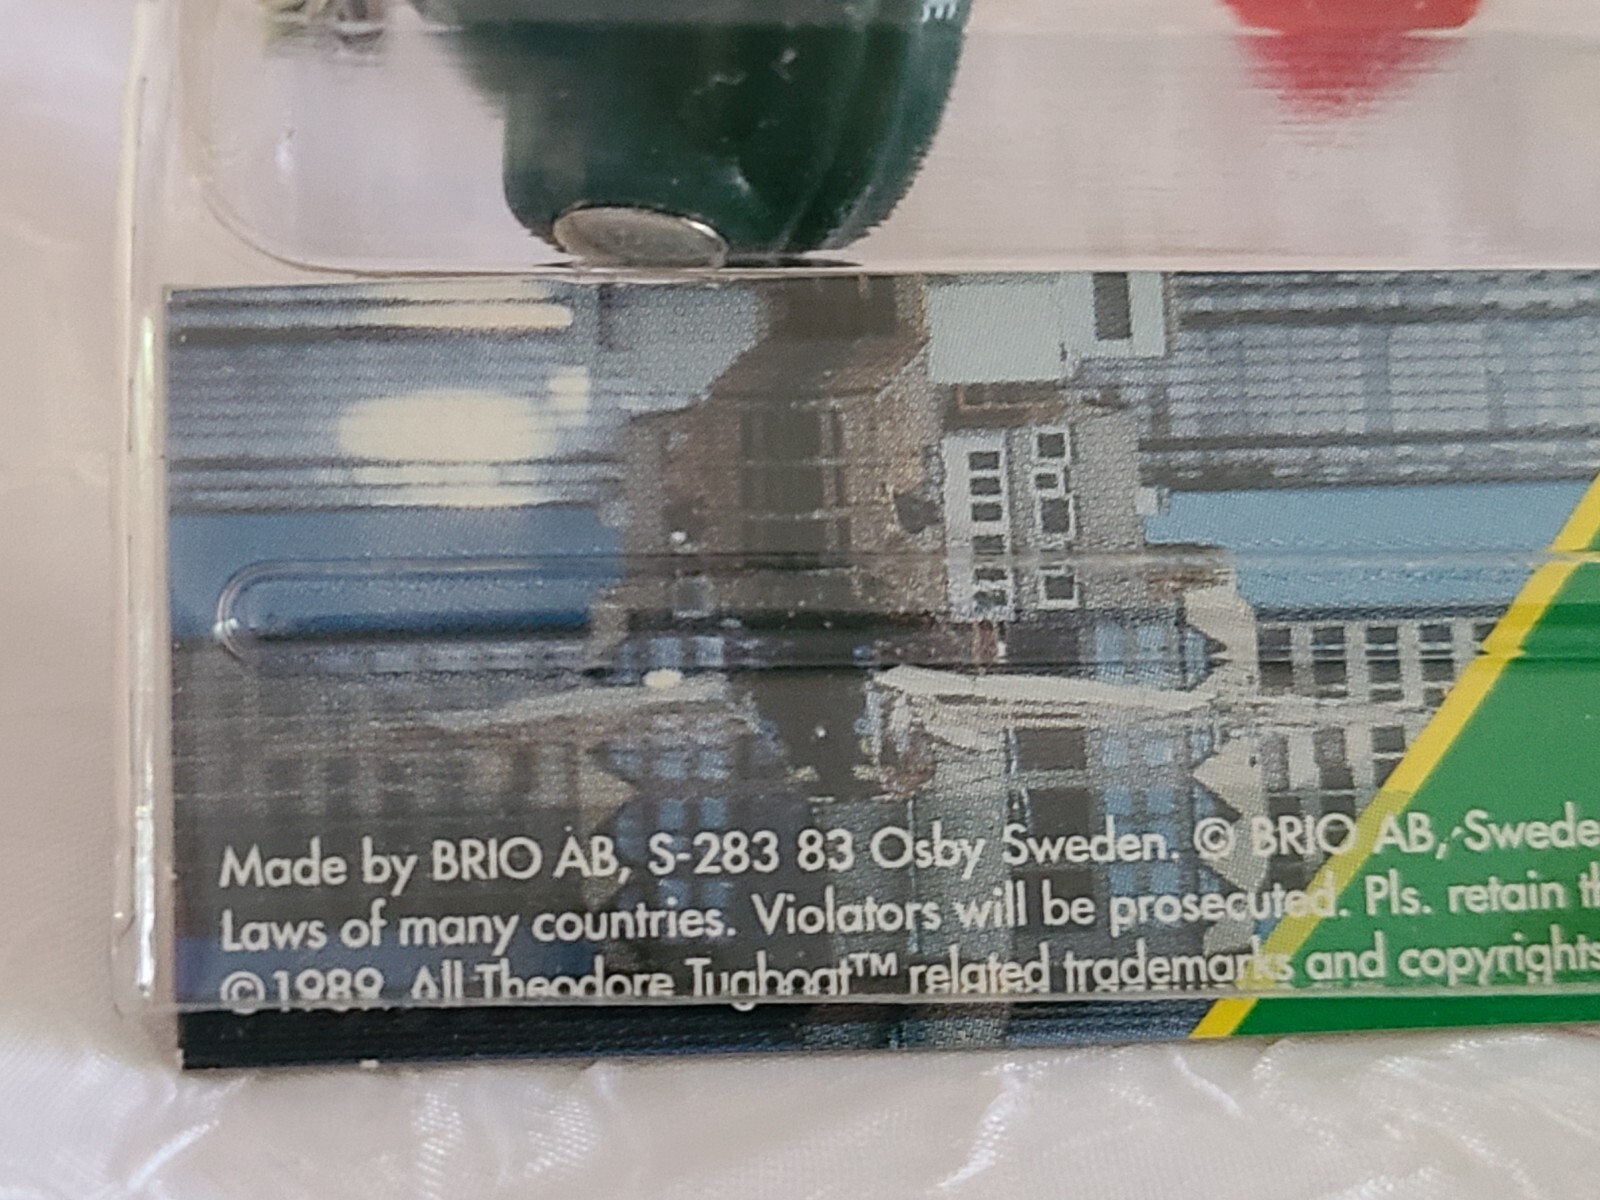 Made by BRIO AB, S-283 83 Osby Sweden. © BRIO AB, Swede
Laws of many countries. Violators will be prosecuted. Pls. retain th
©1989. All Theodore Tugboat™ related trademarks and copyrights